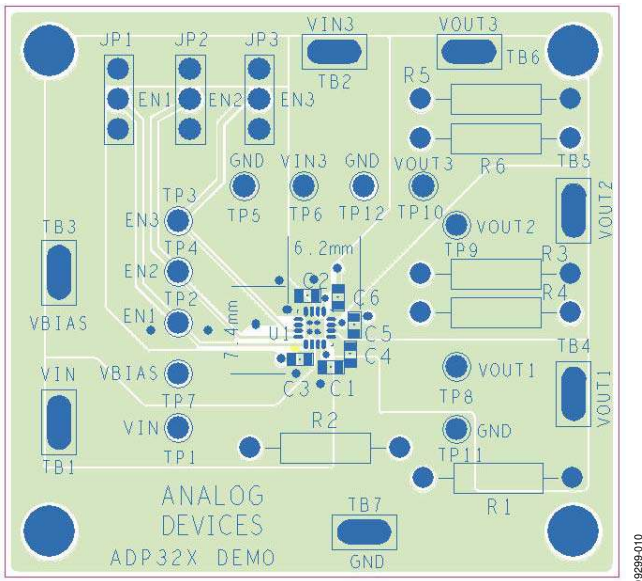 VIN3
VOUT3
JP1
JP2
JP3
TB2
TB6
R5
EN1
EN2
EN3
R6
TB5
GND
VIN3
GND
VOUT3
TP5
TP6
TP12
TP10
TP3
EN3
TP4
VOUT2
TP9
VOUT2
TB3
6.2mm
R3
EN2
TP2
C2
C6
R4
EN1
7.4mm
U1
C5
VBIAS
C4
TB4
VIN
VBIAS
TP7
C3
C1
VOUT1
TP8
VOUT1
VIN
TP1
R2
GND
TP11
TB1
R1
ANALOG
DEVICES
TB7
ADP32X DEMO
GND
9209-010